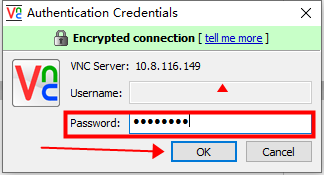 Authentication Credentials
Encrypted connection [ tell me more ]
VNC Server: 10.8.116.149
Username:
Password: ●●●●●●●●
OK Cancel